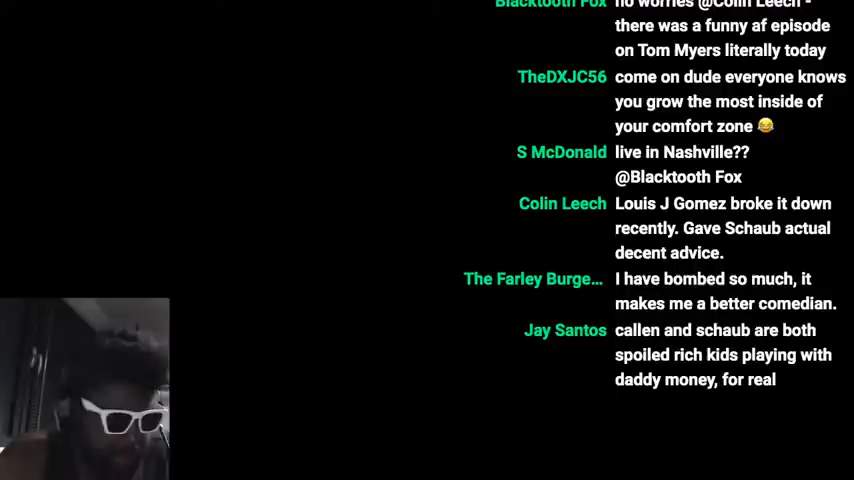 Blacktooth Fox no worries @Colin Leech -
there was a funny af episode
on Tom Myers literally today
TheDXJC56 come on dude everyone knows
you grow the most inside of
your comfort zone 😂
S McDonald live in Nashville??
@Blacktooth Fox
Colin Leech Louis J Gomez broke it down
recently. Gave Schaub actual
decent advice.
The Farley Burge... I have bombed so much, it
makes me a better comedian.
Jay Santos callen and schaub are both
spoiled rich kids playing with
daddy money, for real